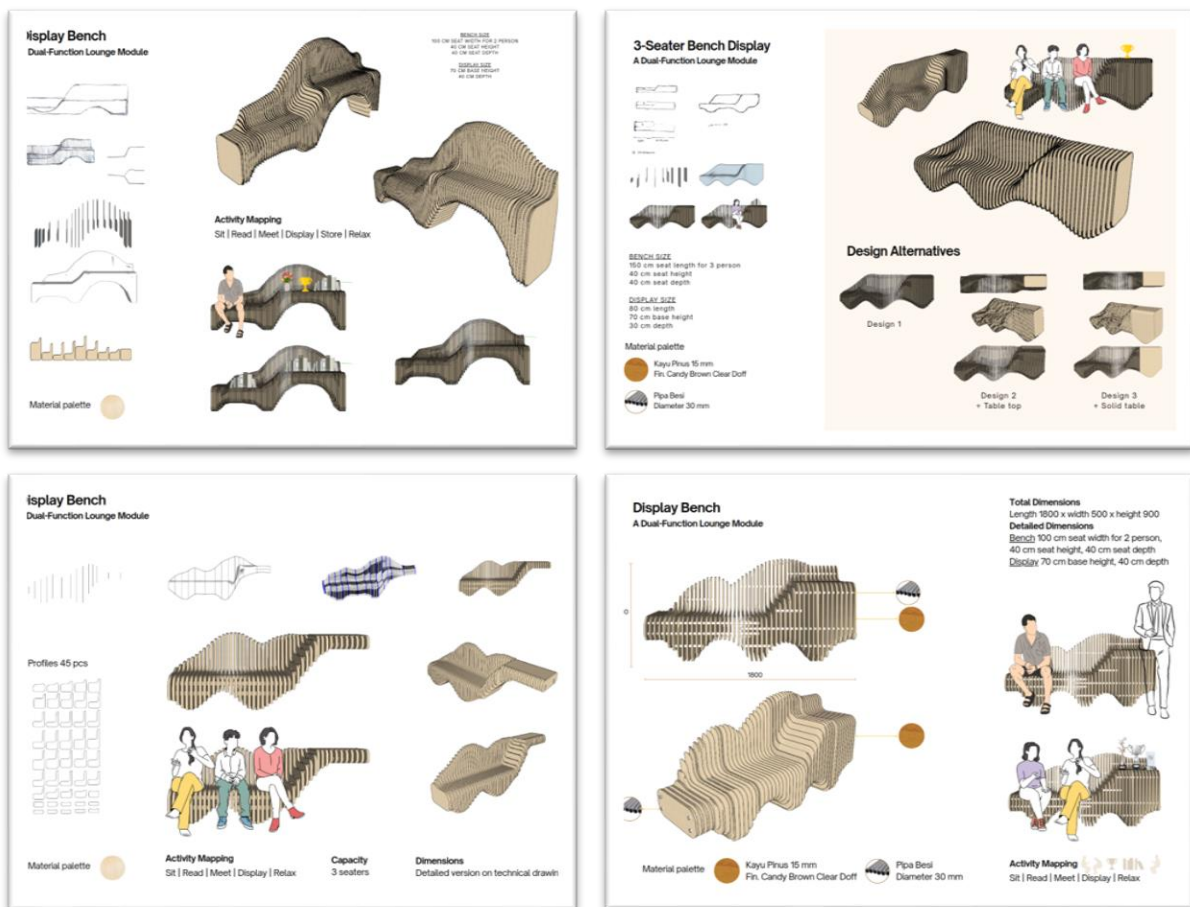 isplay Bench
Dual-Function Lounge Module
BENCH SIZE
100 CM SEAT WIDTH FOR 2 PERSON
40 CM SEAT HEIGHT
40 CM SEAT DEPTH
DISPLAY SIZE
70 CM BASE HEIGHT
40 CM DEPTH
Activity Mapping
Sit | Read | Meet | Display | Store | Relax
Material palette
3-Seater Bench Display
A Dual-Function Lounge Module
BENCH SIZE
150 cm seat length for 3 person
40 cm seat height
40 cm seat depth
DISPLAY SIZE
80 cm length
70 cm base height
30 cm depth
Material palette
Kayu Pinus 15 mm
Fin. Candy Brown Clear Doff
Pipa Besi
Diameter 30 mm
Design Alternatives
Design 1
Design 2
+ Table top
Design 3
+ Solid table
isplay Bench
Dual-Function Lounge Module
Profiles 45 pcs
Material palette
Activity Mapping
Sit | Read | Meet | Display | Relax
Capacity
3 seaters
Dimensions
Detailed version on technical drawin
Display Bench
A Dual-Function Lounge Module
Total Dimensions
Length 1800 x width 500 x height 900
Detailed Dimensions
Bench 100 cm seat width for 2 person,
40 cm seat height, 40 cm seat depth
Display 70 cm base height, 40 cm depth
1800
Material palette
Kayu Pinus 15 mm
Fin. Candy Brown Clear Doff
Pipa Besi
Diameter 30 mm
Activity Mapping
Sit | Read | Meet | Display | Relax